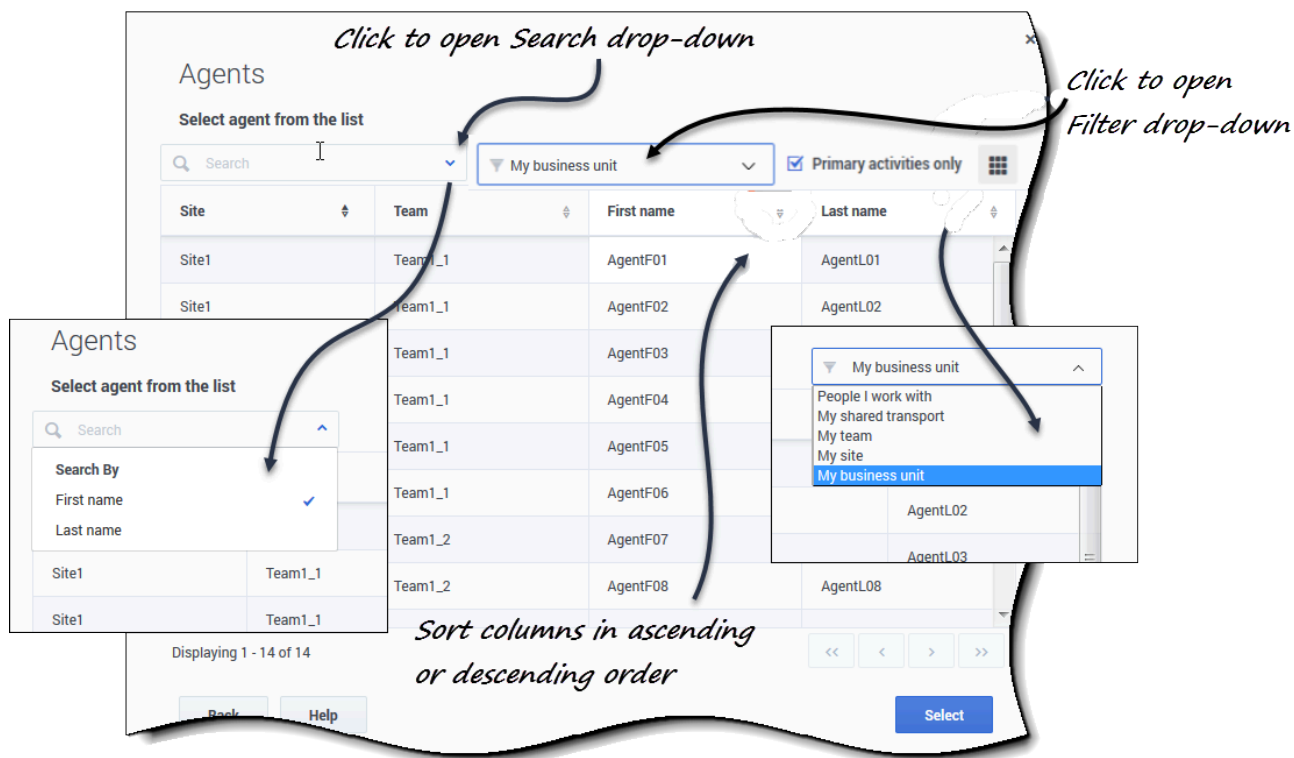 Click to open Search drop-down
×
Agents
Click to open
Filter drop-down
Select agent from the list
Search
My business unit
Primary activities only
Site Team First name Last name
Site1 Team1_1 AgentF01 AgentL01
Site1 Team1_1 AgentF02 AgentL02
Team1_1 AgentF03
Team1_1 AgentF04
Team1_1 AgentF05
Team1_1 AgentF06
Team1_2 AgentF07
Team1_2 AgentF08 AgentL08
Agents
Select agent from the list
Search
Search By
First name
Last name
Site1 Team1_1
Site1 Team1_1
My business unit
People I work with
My shared transport
My team
My site
My business unit
AgentL02
AgentL03
Sort columns in ascending
or descending order
Displaying 1 - 14 of 14
<< < > >>
Back Help Select